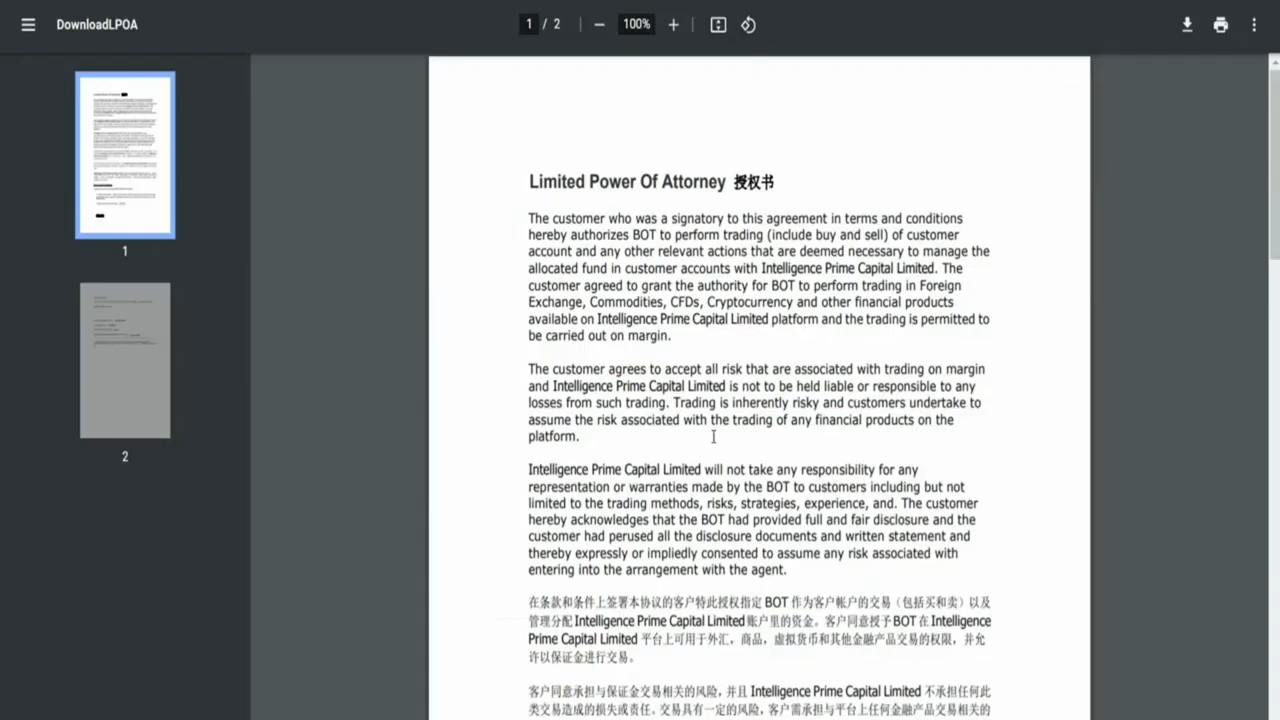 DownloadLPOA
1 / 2
100%
1
2
Limited Power Of Attorney 授权书
The customer who was a signatory to this agreement in terms and conditions
hereby authorizes BOT to perform trading (include buy and sell) of customer
account and any other relevant actions that are deemed necessary to manage the
allocated fund in customer accounts with Intelligence Prime Capital Limited. The
customer agreed to grant the authority for BOT to perform trading in Foreign
Exchange, Commodities, CFDs, Cryptocurrency and other financial products
available on Intelligence Prime Capital Limited platform and the trading is permitted to
be carried out on margin.
The customer agrees to accept all risk that are associated with trading on margin
and Intelligence Prime Capital Limited is not to be held liable or responsible to any
losses from such trading. Trading is inherently risky and customers undertake to
assume the risk associated with the trading of any financial products on the
platform.
Intelligence Prime Capital Limited will not take any responsibility for any
representation or warranties made by the BOT to customers including but not
limited to the trading methods, risks, strategies, experience, and. The customer
hereby acknowledges that the BOT had provided full and fair disclosure and the
customer had perused all the disclosure documents and written statement and
thereby expressly or impliedly consented to assume any risk associated with
entering into the arrangement with the agent.
在条款和条件上签署本协议的客户特此授权指定 BOT 作为客户帐户的交易（包括买和卖）以及
管理分配 Intelligence Prime Capital Limited 账户里的资金。客户同意授予 BOT 在 Intelligence
Prime Capital Limited 平台上可用于外汇，商品，虚拟货币和其他金融产品交易的权限，并允
许以保证金进行交易。
客户同意承担与保证金交易相关的风险，并且 Intelligence Prime Capital Limited 不承担任何此
类交易造成的损失或责任。交易具有一定的风险，客户需承担与平台上任何金融产品交易相关的